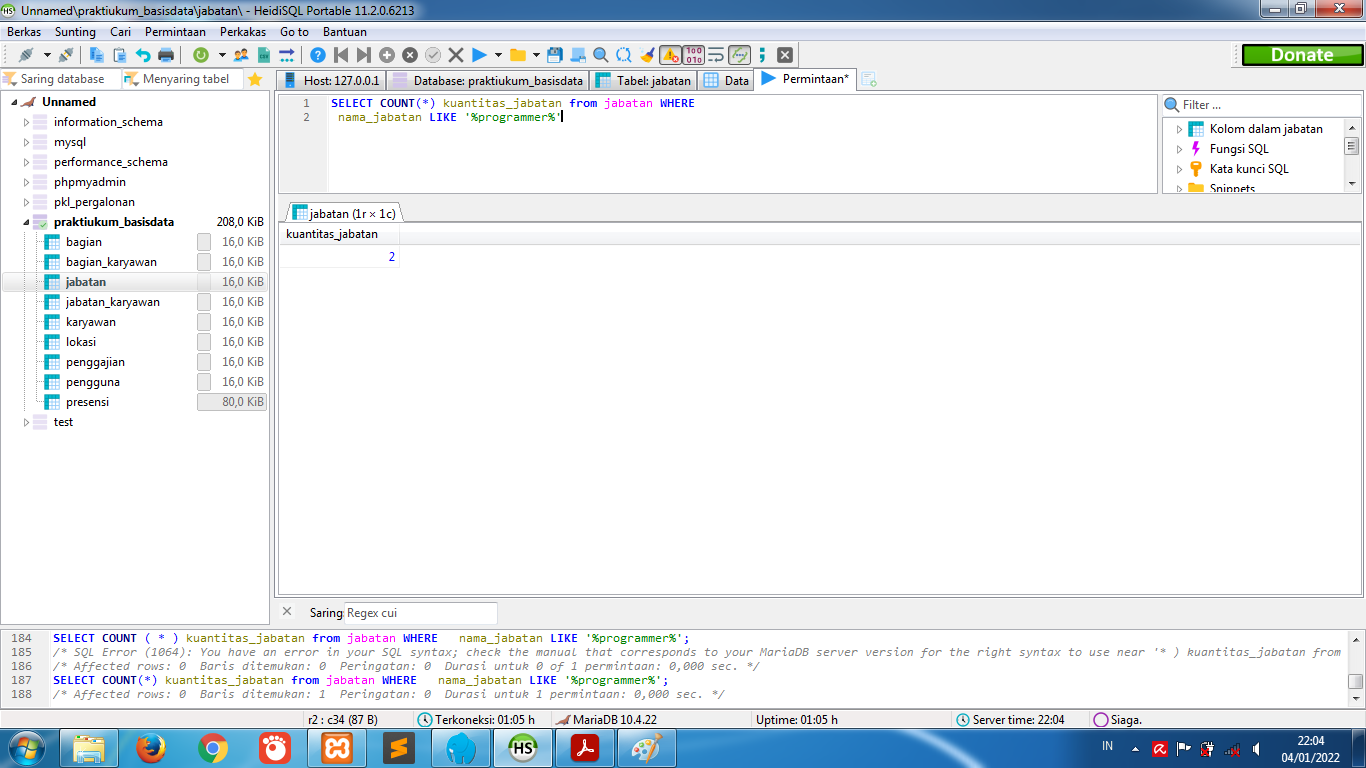 Unnamed\praktiukum_basisdata\jabatan\ - HeidiSQL Portable 11.2.0.6213
Berkas Sunting Cari Permintaan Perkakas Go to Bantuan
Donate
Saring database Menyaring tabel
Host: 127.0.0.1 Database: praktiukum_basisdata Tabel: jabatan Data Permintaan*
Unnamed
information_schema
mysql
performance_schema
phpmyadmin
pkl_pergalonan
praktiukum_basisdata 208,0 KiB
bagian 16,0 KiB
bagian_karyawan 16,0 KiB
jabatan 16,0 KiB
jabatan_karyawan 16,0 KiB
karyawan 16,0 KiB
lokasi 16,0 KiB
penggajian 16,0 KiB
pengguna 16,0 KiB
presensi 80,0 KiB
test
1 SELECT COUNT(*) kuantitas_jabatan from jabatan WHERE
2 nama_jabatan LIKE '%programmer%'
Filter ...
Kolom dalam jabatan
Fungsi SQL
Kata kunci SQL
Snippets
jabatan (1r × 1c)
kuantitas_jabatan
2
Saring: Regex cui
184 SELECT COUNT ( * ) kuantitas_jabatan from jabatan WHERE   nama_jabatan LIKE '%programmer%';
185 /* SQL Error (1064): You have an error in your SQL syntax; check the manual that corresponds to your MariaDB server version for the right syntax to use near '* ) kuantitas_jabatan from
186 /* Affected rows: 0  Baris ditemukan: 0  Peringatan: 0  Durasi untuk 0 of 1 permintaan: 0,000 sec. */
187 SELECT COUNT(*) kuantitas_jabatan from jabatan WHERE   nama_jabatan LIKE '%programmer%';
188 /* Affected rows: 0  Baris ditemukan: 1  Peringatan: 0  Durasi untuk 1 permintaan: 0,000 sec. */
r2 : c34 (87 B) Terkoneksi: 01:05 h MariaDB 10.4.22 Uptime: 01:05 h Server time: 22:04 Siaga.
HS
IN
22:04
04/01/2022